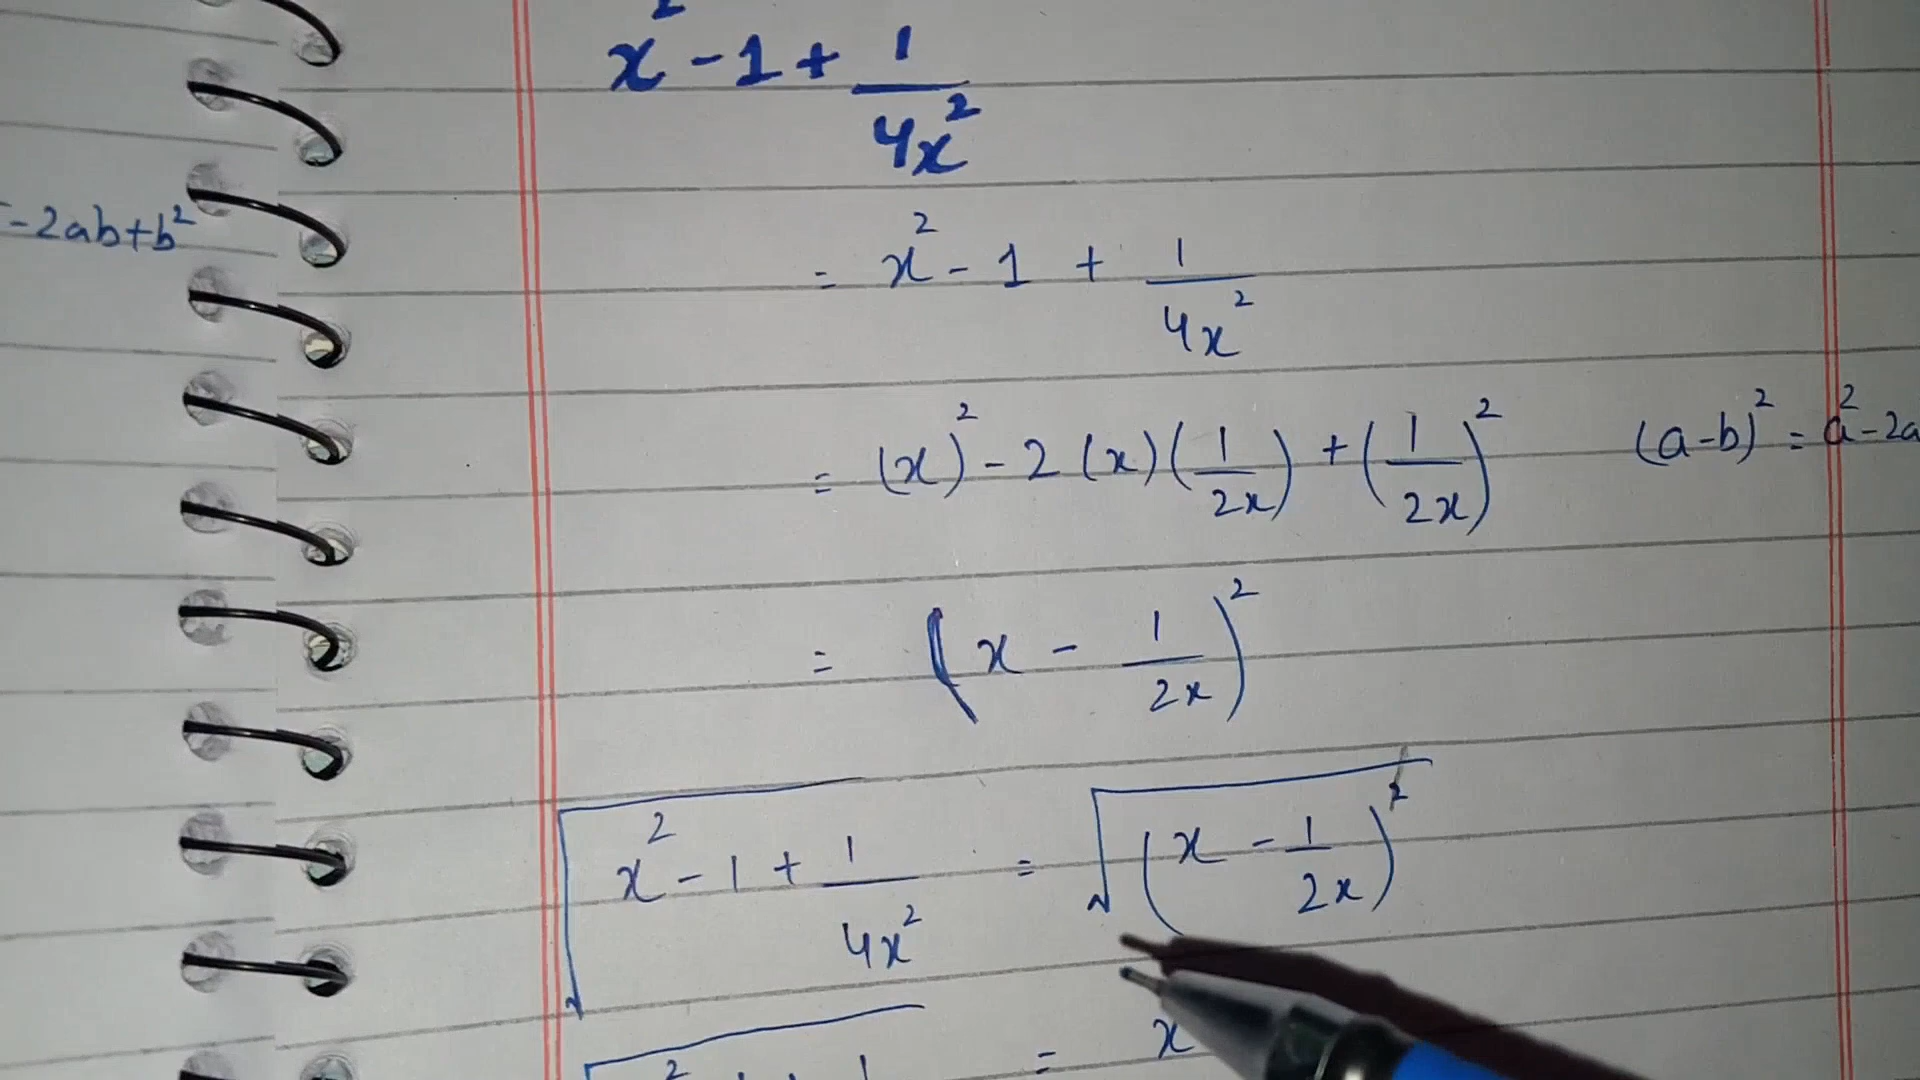 x² - 1 + 1/4x²
- 2ab + b²
= x² - 1 + 1/4x²
= (x)² - 2 (x)(1/2x) + (1/2x)² (a-b)² = a² - 2a
= (x - 1/2x)²
√(x² - 1 + 1/4x²) = √(x - 1/2x)²
= x